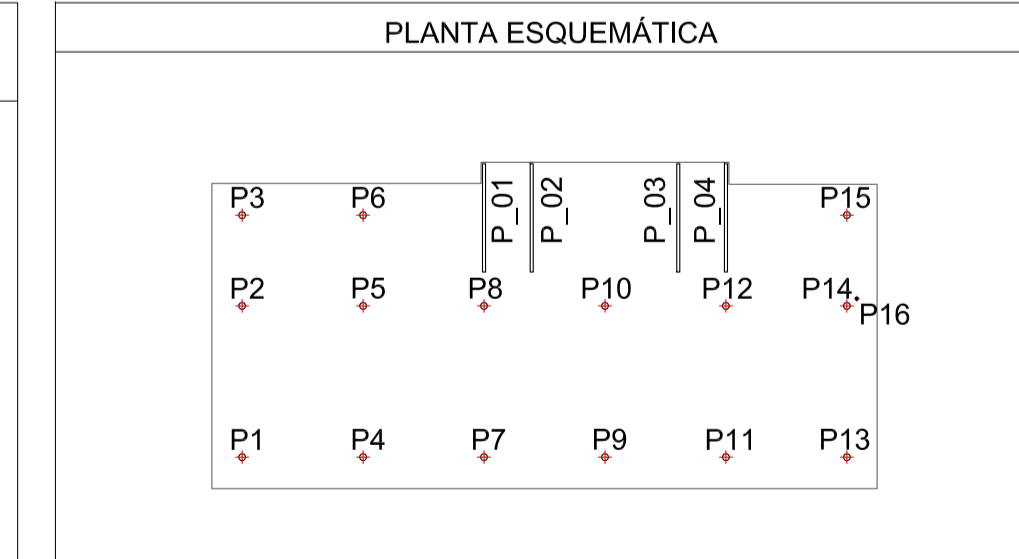 PLANTA ESQUEMÁTICA
P3
P6
P_01
P_02
P_03
P_04
P15
P2
P5
P8
P10
P12
P14
P16
P1
P4
P7
P9
P11
P13